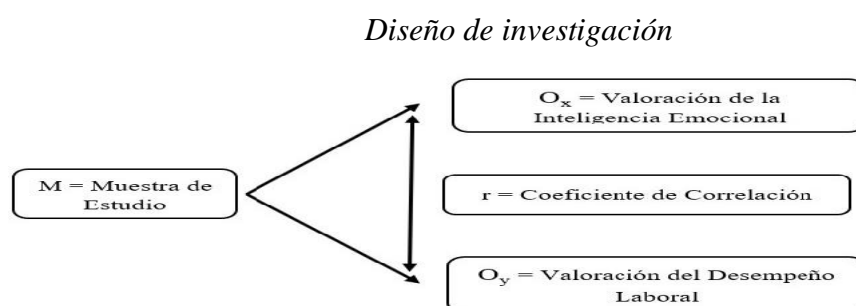 Diseño de investigación
Oₓ = Valoración de la
Inteligencia Emocional
M = Muestra de
Estudio
r = Coeficiente de Correlación
Oᵧ = Valoración del Desempeño
Laboral